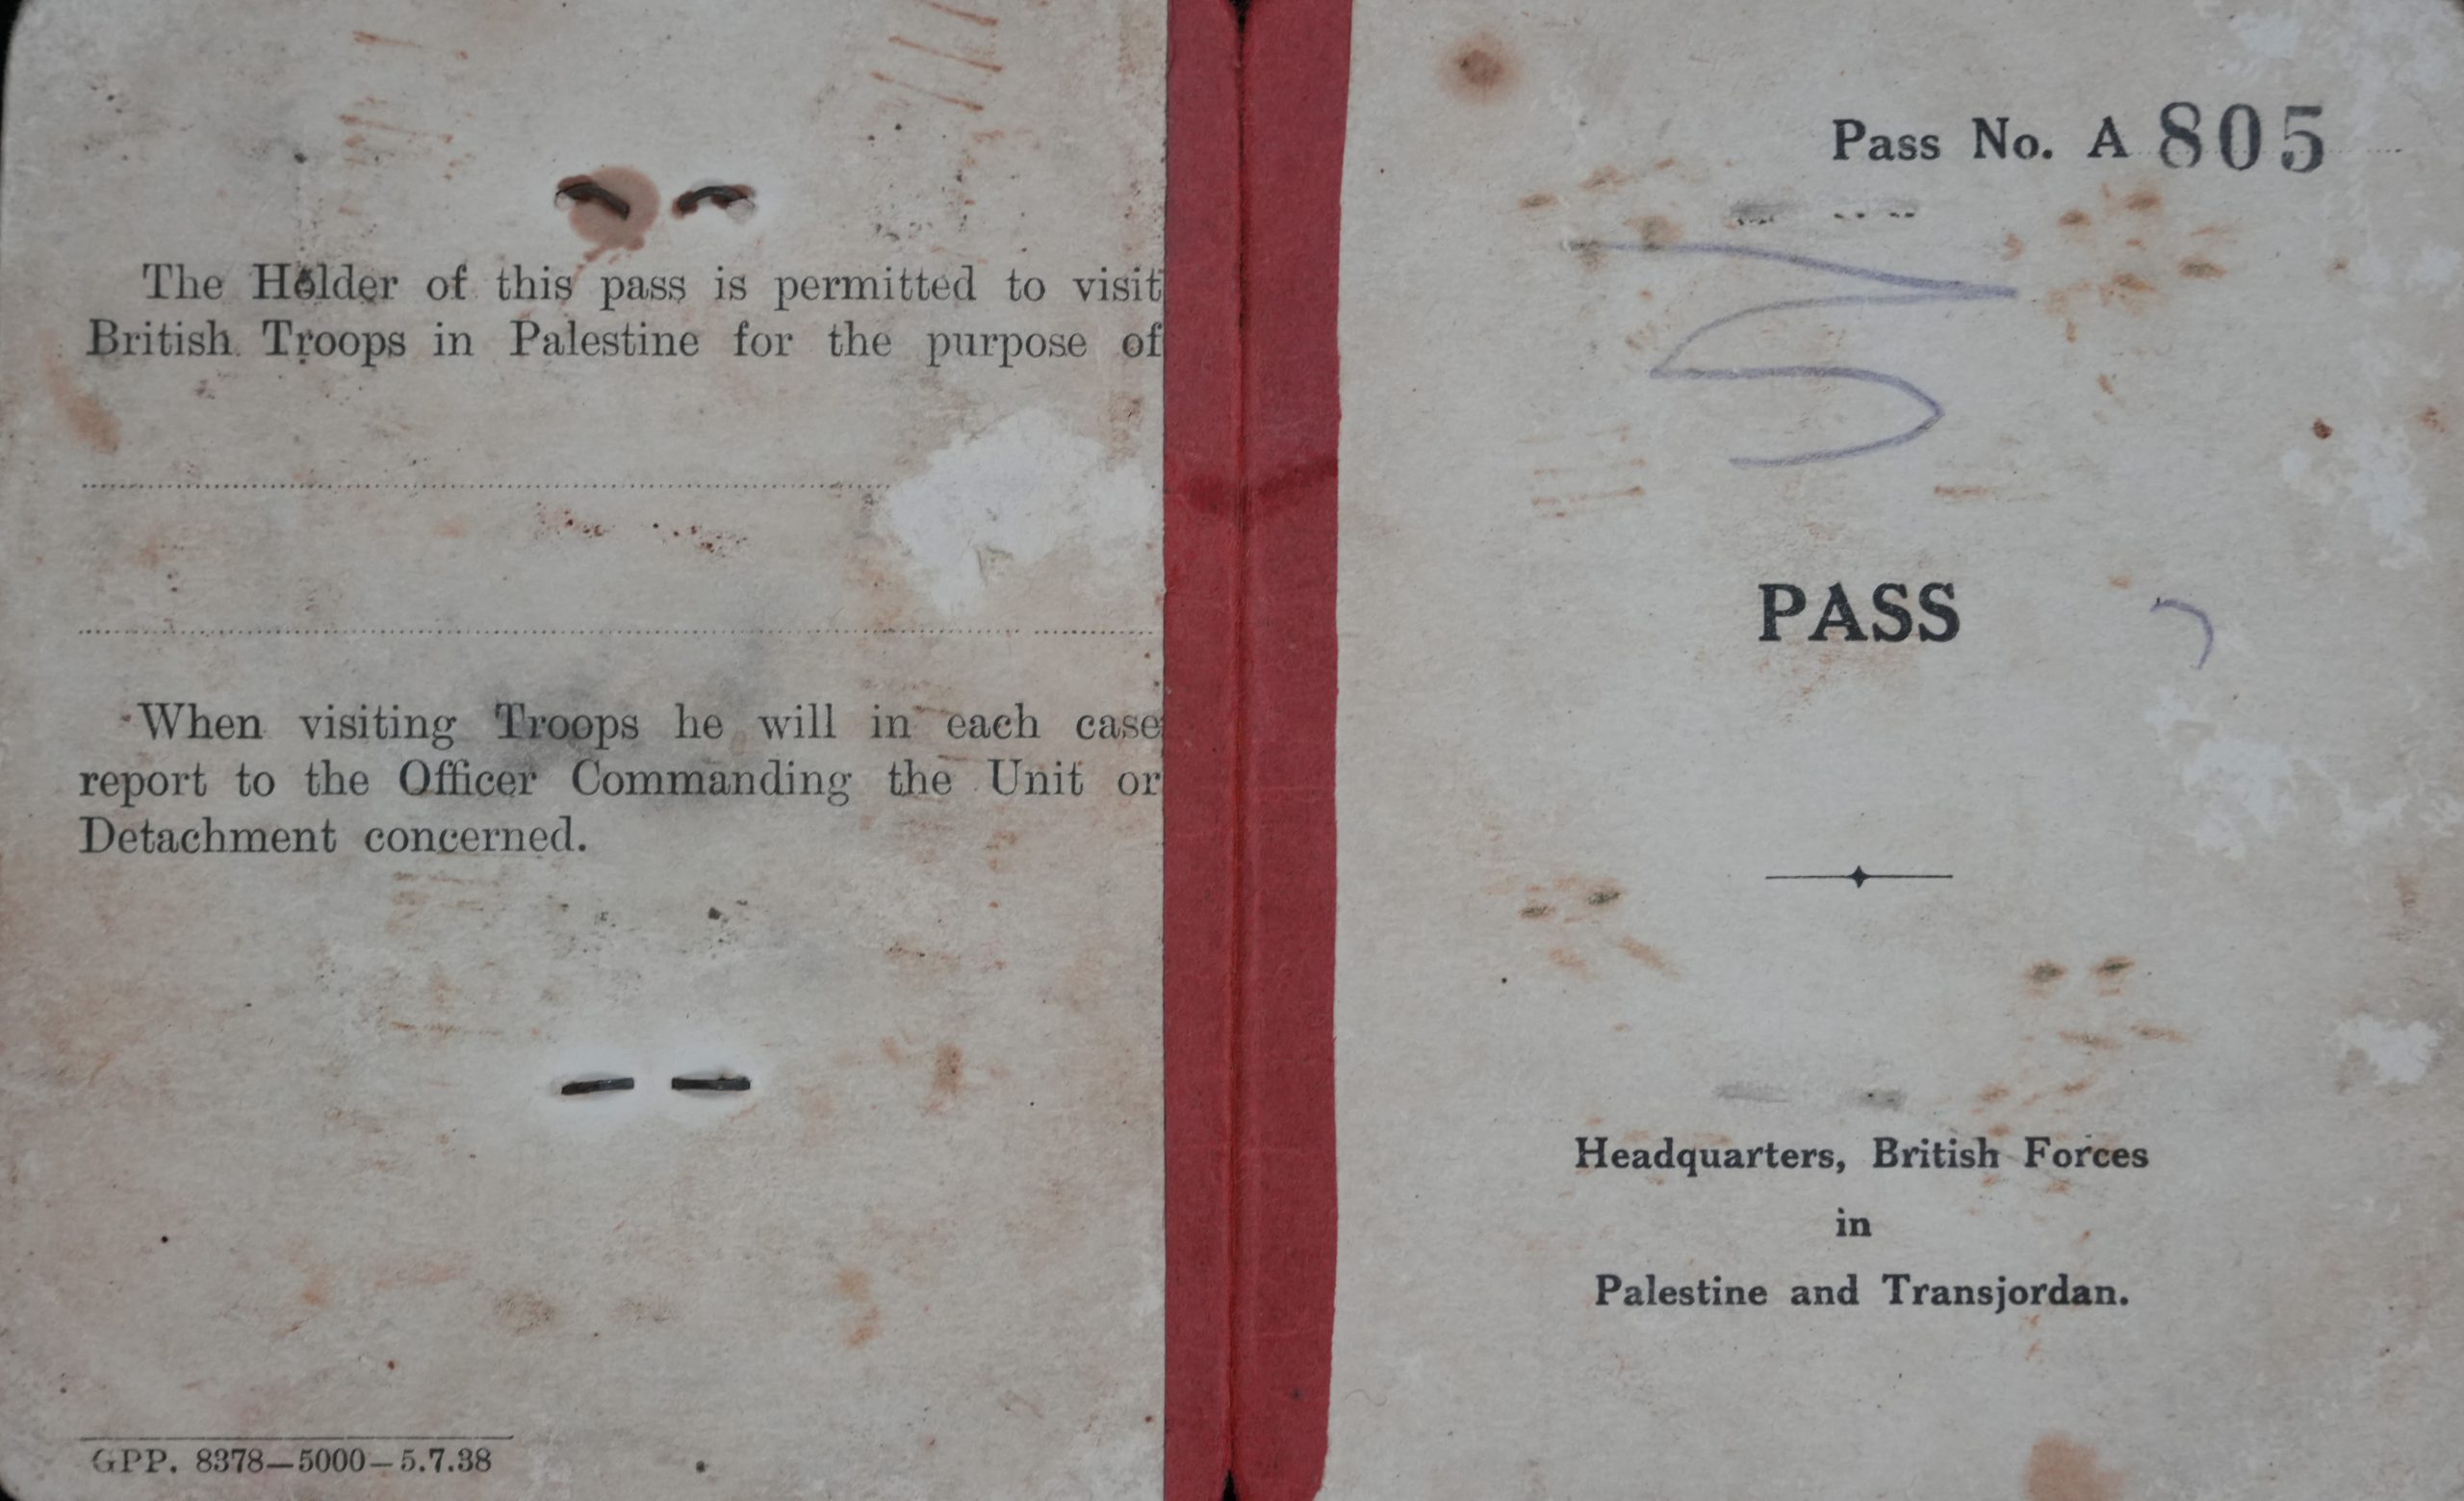 The Holder of this pass is permitted to visit
British Troops in Palestine for the purpose of
When visiting Troops he will in each case
report to the Officer Commanding the Unit or
Detachment concerned.
GPP. 8378—5000—5.7.38
Pass No. A 805
PASS
Headquarters, British Forces
in
Palestine and Transjordan.